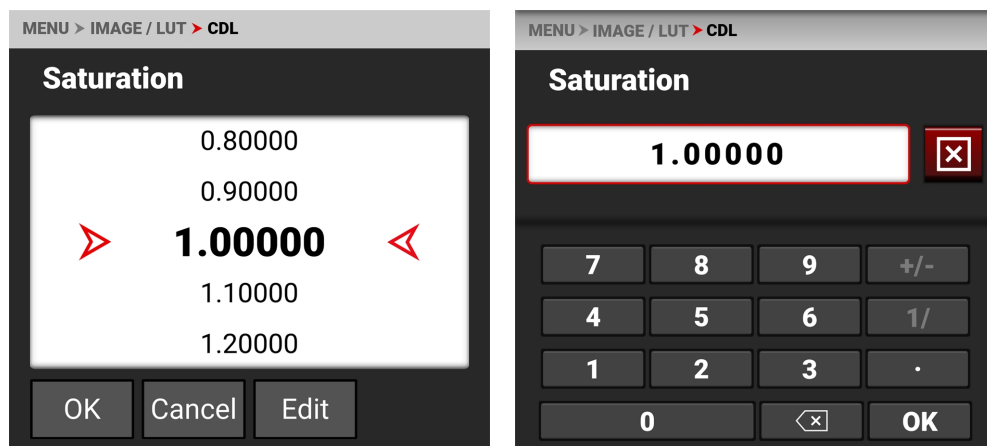 MENU > IMAGE / LUT > CDL
Saturation
0.80000
0.90000
1.00000
1.10000
1.20000
OK Cancel Edit
MENU > IMAGE / LUT > CDL
Saturation
1.00000
7 8 9 +/-
4 5 6 1/
1 2 3 .
0 OK